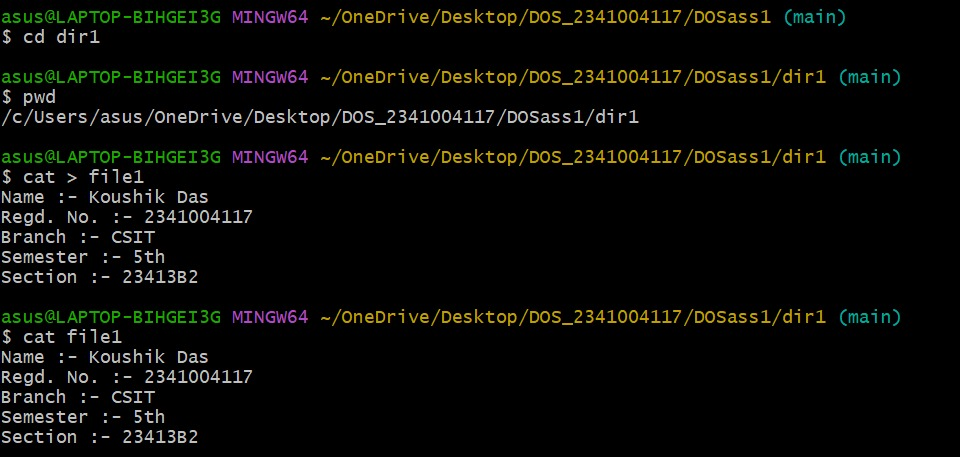 asus@LAPTOP-BIHGEI3G MINGW64 ~/OneDrive/Desktop/DOS_2341004117/DOSass1 (main)
$ cd dir1
asus@LAPTOP-BIHGEI3G MINGW64 ~/OneDrive/Desktop/DOS_2341004117/DOSass1/dir1 (main)
$ pwd
/c/Users/asus/OneDrive/Desktop/DOS_2341004117/DOSass1/dir1
asus@LAPTOP-BIHGEI3G MINGW64 ~/OneDrive/Desktop/DOS_2341004117/DOSass1/dir1 (main)
$ cat > file1
Name :- Koushik Das
Regd. No. :- 2341004117
Branch :- CSIT
Semester :- 5th
Section :- 23413B2
asus@LAPTOP-BIHGEI3G MINGW64 ~/OneDrive/Desktop/DOS_2341004117/DOSass1/dir1 (main)
$ cat file1
Name :- Koushik Das
Regd. No. :- 2341004117
Branch :- CSIT
Semester :- 5th
Section :- 23413B2